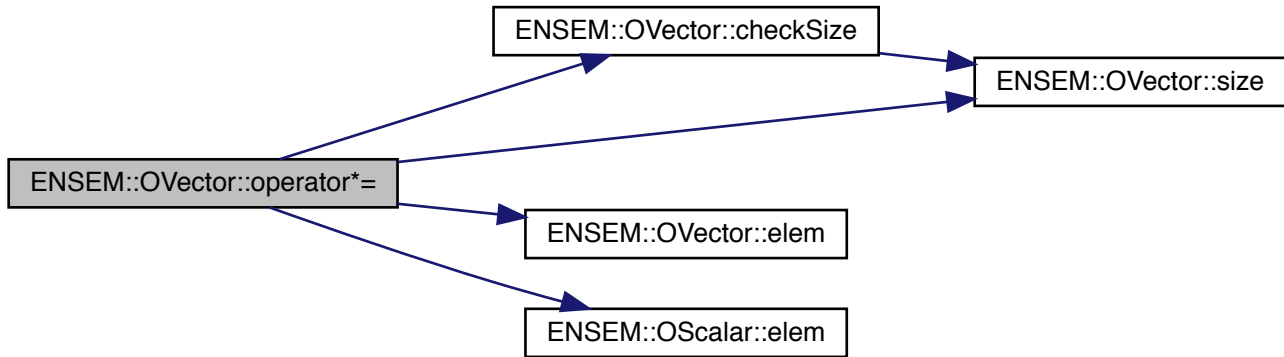 ENSEM::OVector::checkSize
ENSEM::OVector::size
ENSEM::OVector::operator*=
ENSEM::OVector::elem
ENSEM::OScalar::elem